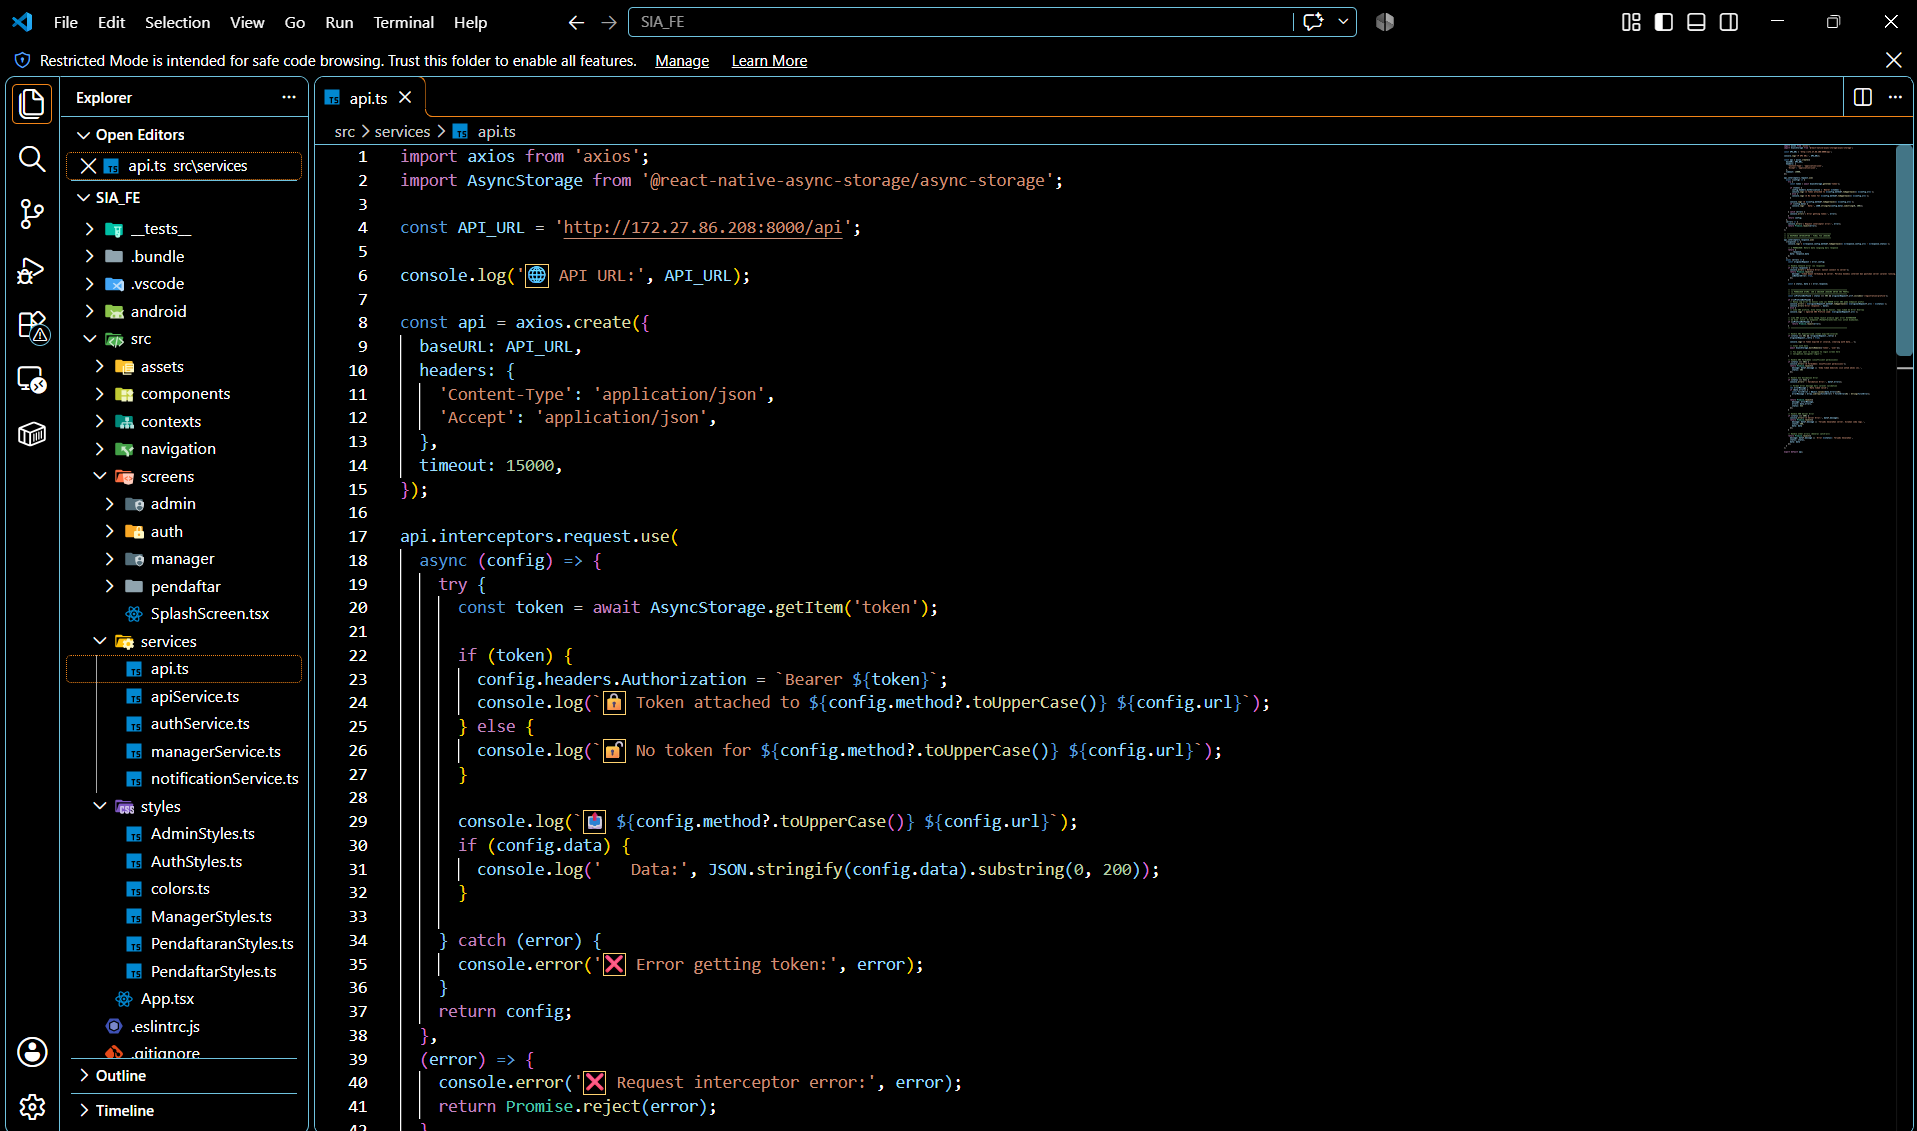 File Edit Selection View Go Run Terminal Help
SIA_FE
Restricted Mode is intended for safe code browsing. Trust this folder to enable all features. Manage Learn More
Explorer
Open Editors
api.ts src\services
SIA_FE
__tests__
.bundle
.vscode
android
src
assets
components
contexts
navigation
screens
admin
auth
manager
pendaftar
SplashScreen.tsx
services
api.ts
apiService.ts
authService.ts
managerService.ts
notificationService.ts
styles
AdminStyles.ts
AuthStyles.ts
colors.ts
ManagerStyles.ts
PendaftaranStyles.ts
PendaftarStyles.ts
App.tsx
.eslintrc.js
.gitignore
Outline
Timeline
api.ts
src > services > api.ts
1 import axios from 'axios';
2 import AsyncStorage from '@react-native-async-storage/async-storage';
3
4 const API_URL = 'http://172.27.86.208:8000/api';
5
6 console.log('🌐 API URL:', API_URL);
7
8 const api = axios.create({
9 baseURL: API_URL,
10 headers: {
11 'Content-Type': 'application/json',
12 'Accept': 'application/json',
13 },
14 timeout: 15000,
15 });
16
17 api.interceptors.request.use(
18 async (config) => {
19 try {
20 const token = await AsyncStorage.getItem('token');
21
22 if (token) {
23 config.headers.Authorization = `Bearer ${token}`;
24 console.log(`🔒 Token attached to ${config.method?.toUpperCase()} ${config.url}`);
25 } else {
26 console.log(`🔓 No token for ${config.method?.toUpperCase()} ${config.url}`);
27 }
28
29 console.log(`📤 ${config.method?.toUpperCase()} ${config.url}`);
30 if (config.data) {
31 console.log('   Data:', JSON.stringify(config.data).substring(0, 200));
32 }
33
34 } catch (error) {
35 console.error('❌ Error getting token:', error);
36 }
37 return config;
38 },
39 (error) => {
40 console.error('❌ Request interceptor error:', error);
41 return Promise.reject(error);
42 }